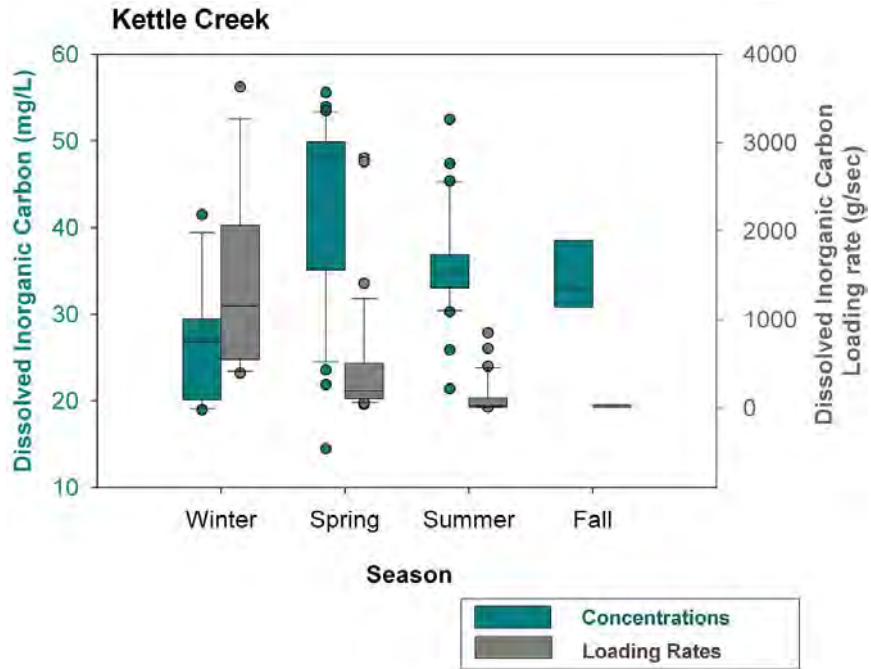 Kettle Creek
Dissolved Inorganic Carbon (mg/L)
60
50
40
30
20
10
4000
3000
2000
1000
0
Dissolved Inorganic Carbon
Loading rate (g/sec)
Winter
Spring
Summer
Fall
Season
Concentrations
Loading Rates